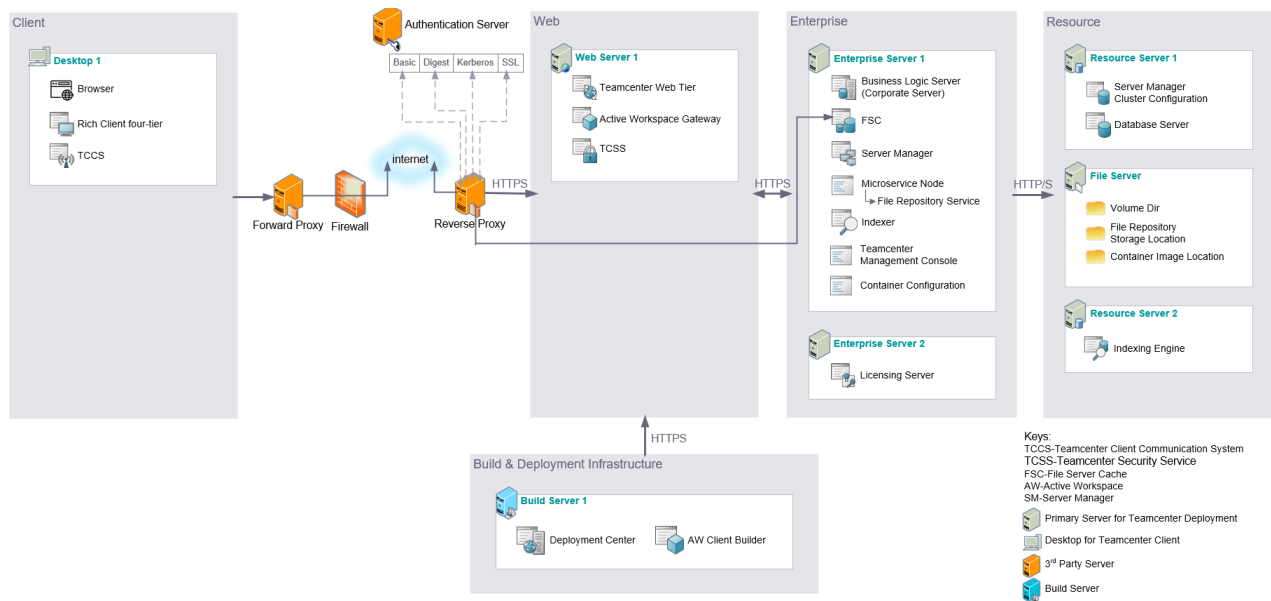 Client
Desktop 1
Browser
Rich Client four-tier
TCCS
Forward Proxy
Firewall
internet
Authentication Server
Basic
Digest
Kerberos
SSL
Reverse Proxy
HTTPS
Web
Web Server 1
Teamcenter Web Tier
Active Workspace Gateway
TCSS
HTTPS
Enterprise
Enterprise Server 1
Business Logic Server
(Corporate Server)
FSC
Server Manager
Microservice Node
File Repository Service
Indexer
Teamcenter
Management Console
Container Configuration
Enterprise Server 2
Licensing Server
HTTP/S
Resource
Resource Server 1
Server Manager
Cluster Configuration
Database Server
File Server
Volume Dir
File Repository
Storage Location
Container Image Location
Resource Server 2
Indexing Engine
HTTPS
Build & Deployment Infrastructure
Build Server 1
Deployment Center
AW Client Builder
Keys:
TCCS-Teamcenter Client Communication System
TCSS-Teamcenter Security Service
FSC-File Server Cache
AW-Active Workspace
SM-Server Manager
Primary Server for Teamcenter Deployment
Desktop for Teamcenter Client
3rd Party Server
Build Server